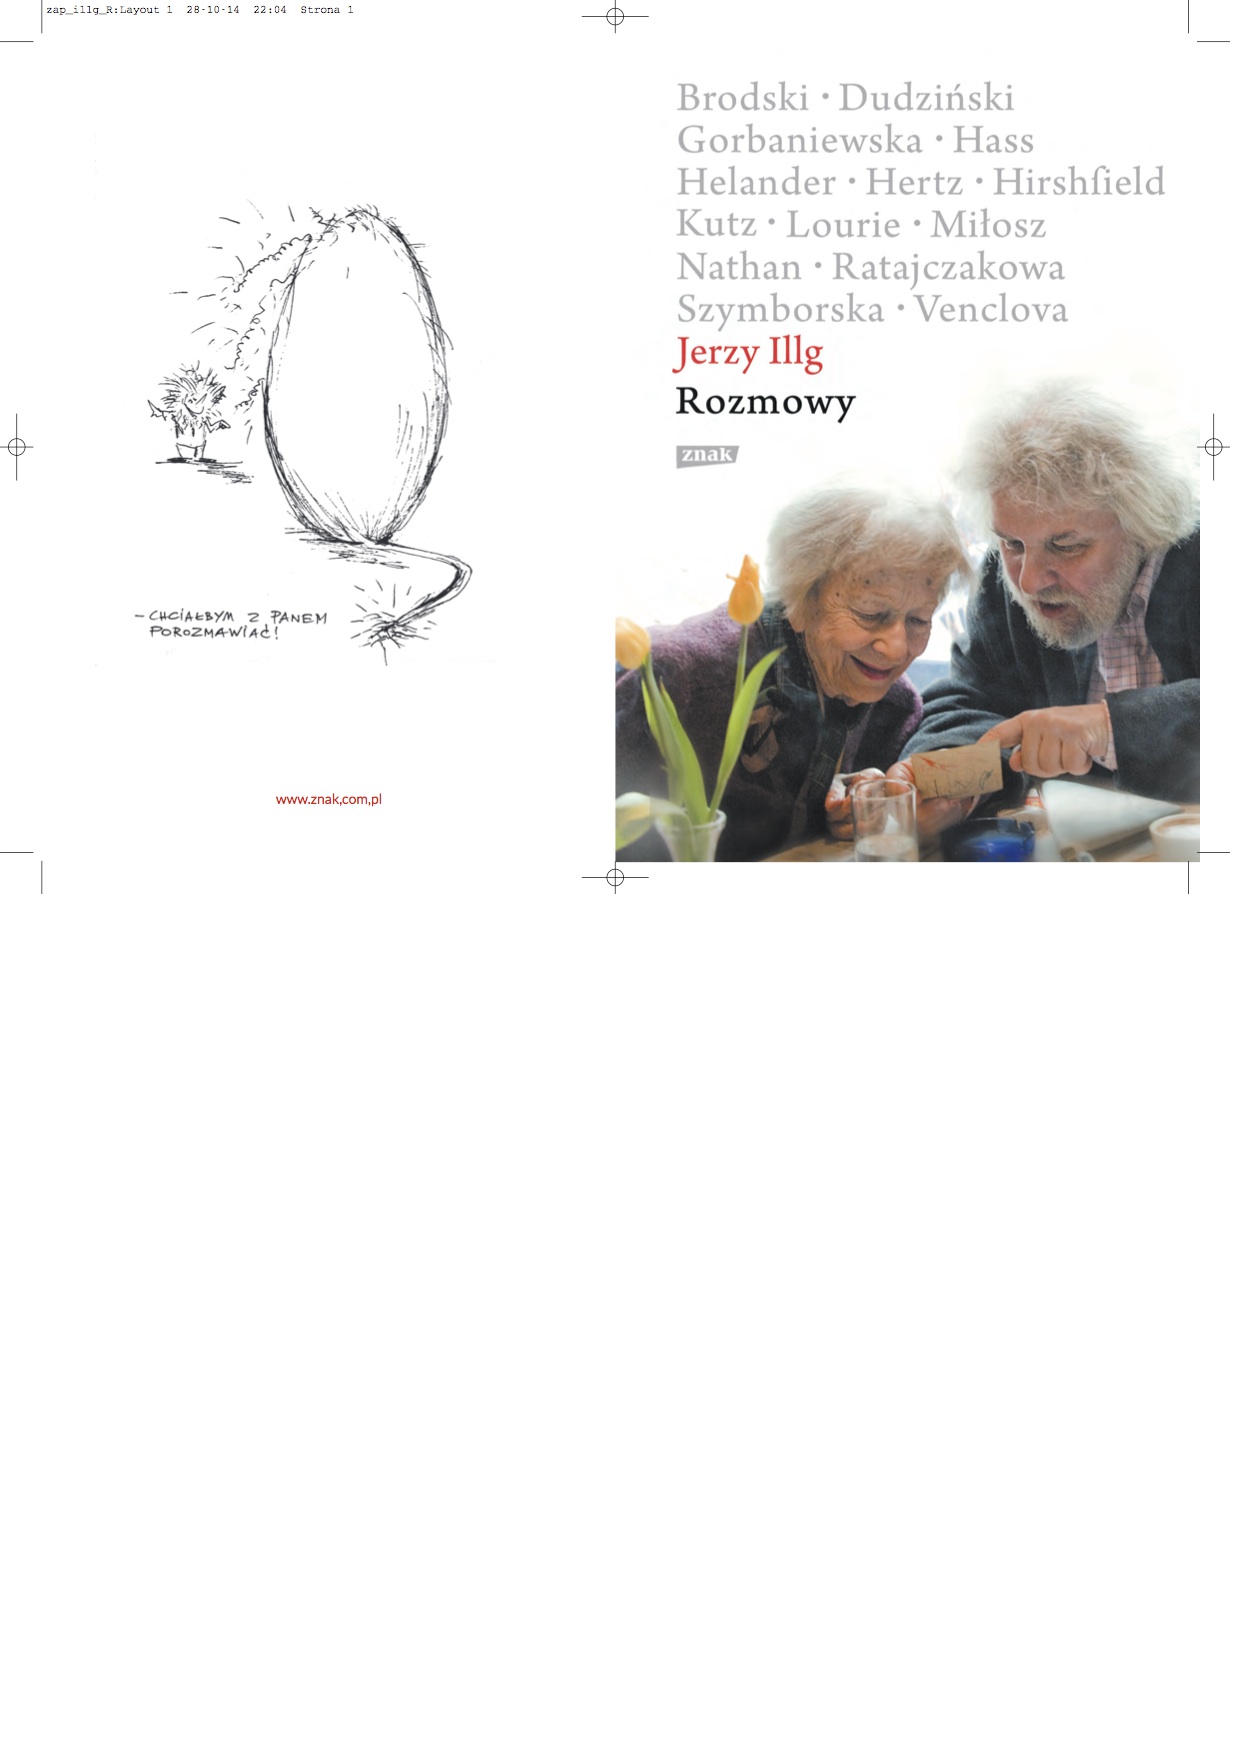 zap_illg_R:Layout 1 28-10-14 22:04 Strona 1
– CHCIAŁBYM Z PANEM
POROZMAWIAĆ!
www.znak,com,pl
Brodski · Dudziński
Gorbaniewska · Hass
Helander · Hertz · Hirshfield
Kutz · Lourie · Miłosz
Nathan · Ratajczakowa
Szymborska · Venclova
Jerzy Illg
Rozmowy
znak